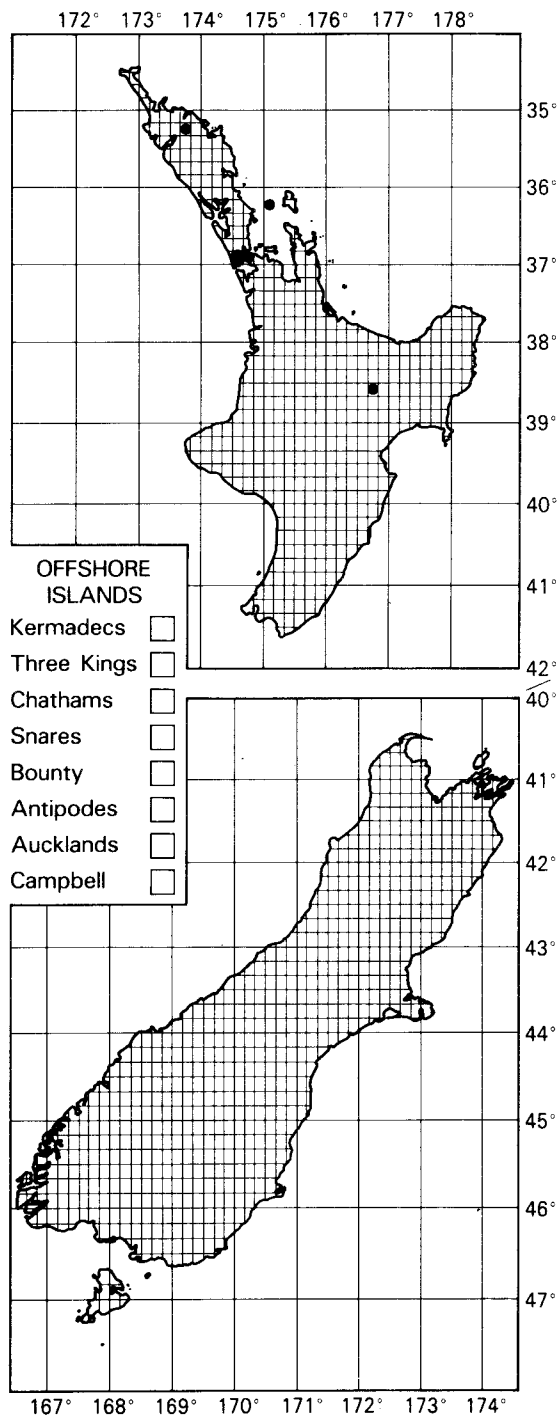 172° 173° 174° 175° 176° 177° 178°
35°
36°
37°
38°
39°
40°
41°
42°
OFFSHORE
ISLANDS
Kermadecs
Three Kings
Chathams
Snares
Bounty
Antipodes
Aucklands
Campbell
40°
41°
42°
43°
44°
45°
46°
47°
167° 168° 169° 170° 171° 172° 173° 174°